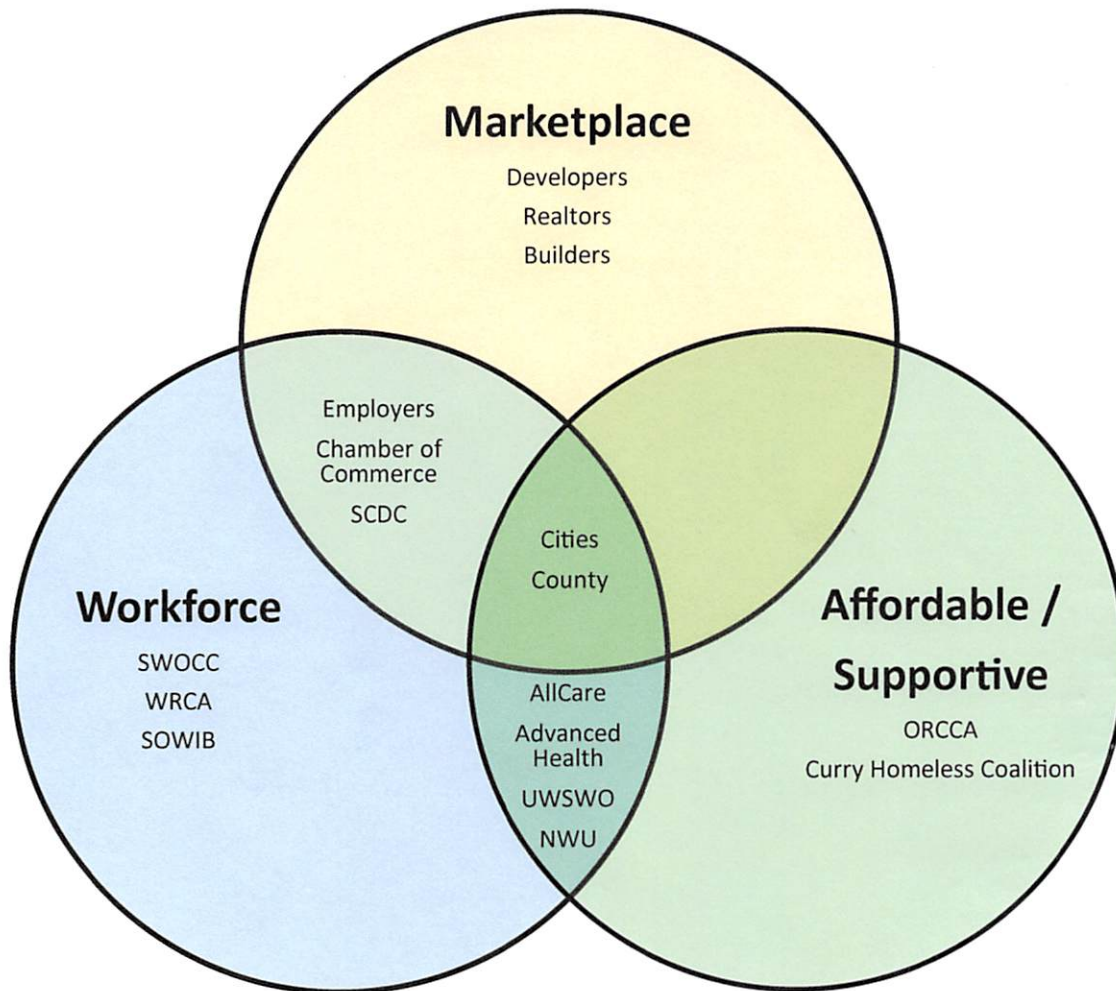 Marketplace
Developers
Realtors
Builders
Employers
Chamber of
Commerce
SCDC
Cities
County
Workforce
SWOCC
WRCA
SOWIB
Affordable /
Supportive
ORCCA
Curry Homeless Coalition
AllCare
Advanced
Health
UWSWO
NWU